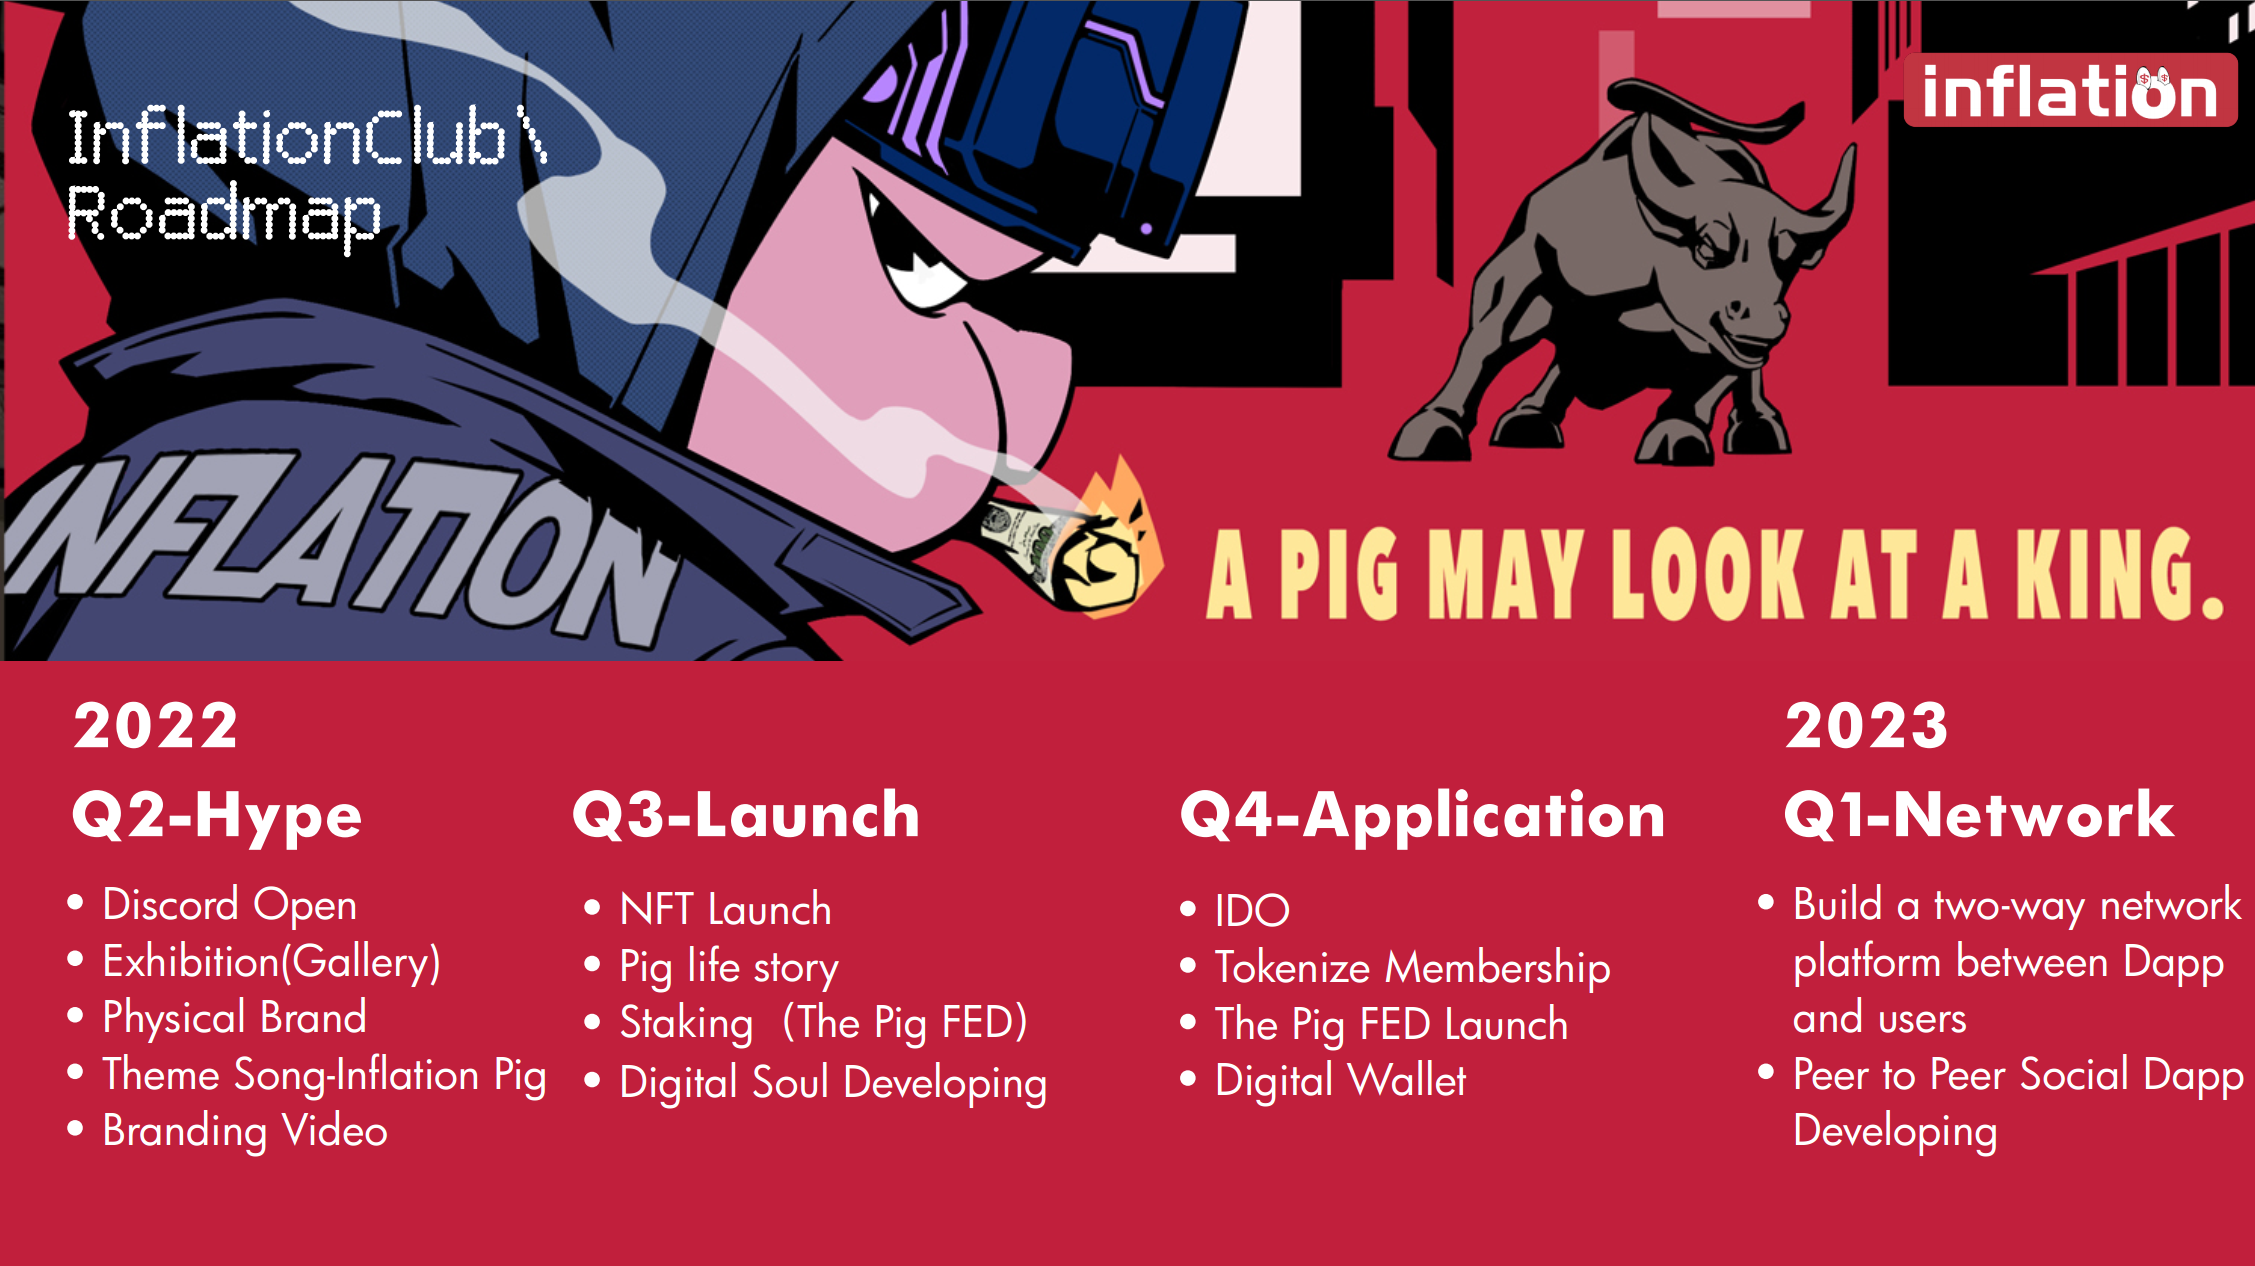 InflationClub\
Roadmap
inflation
INFLATION
A PIG MAY LOOK AT A KING.
2022
Q2-Hype
• Discord Open
• Exhibition(Gallery)
• Physical Brand
• Theme Song-Inflation Pig
• Branding Video
Q3-Launch
• NFT Launch
• Pig life story
• Staking （The Pig FED）
• Digital Soul Developing
Q4-Application
• IDO
• Tokenize Membership
• The Pig FED Launch
• Digital Wallet
2023
Q1-Network
• Build a two-way network
platform between Dapp
and users
• Peer to Peer Social Dapp
Developing